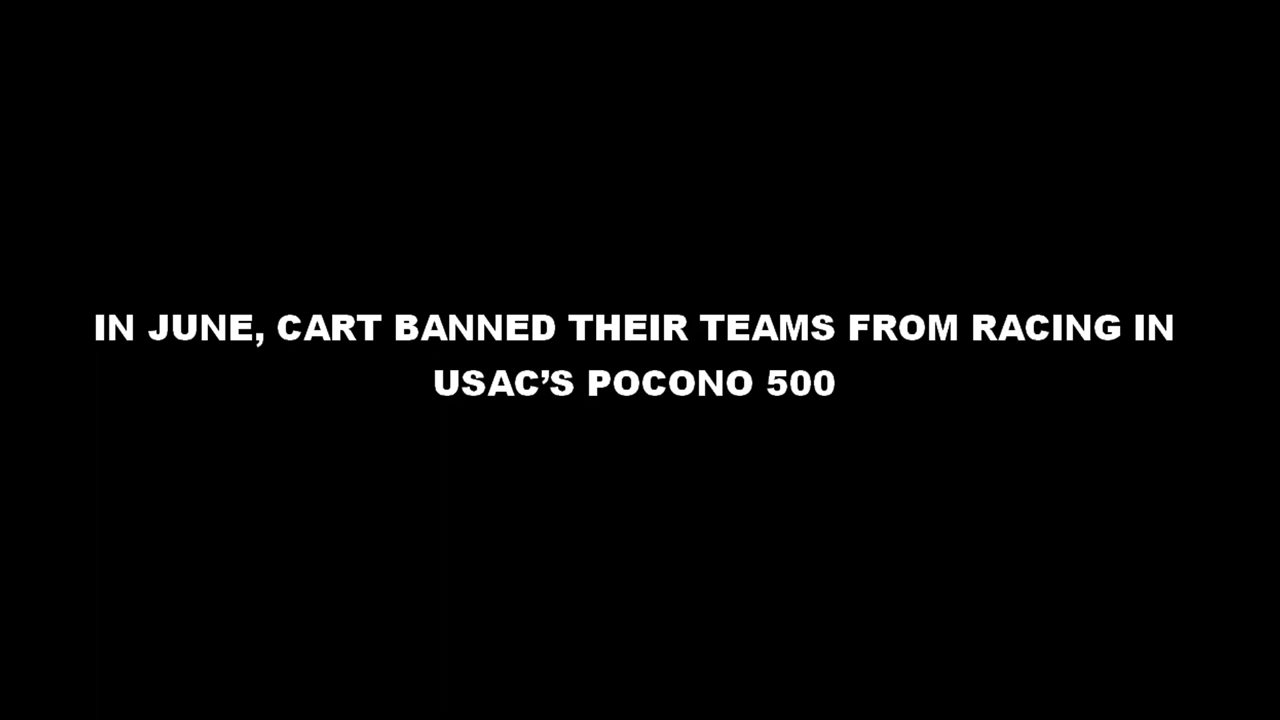 IN JUNE, CART BANNED THEIR TEAMS FROM RACING IN
USAC’S POCONO 500